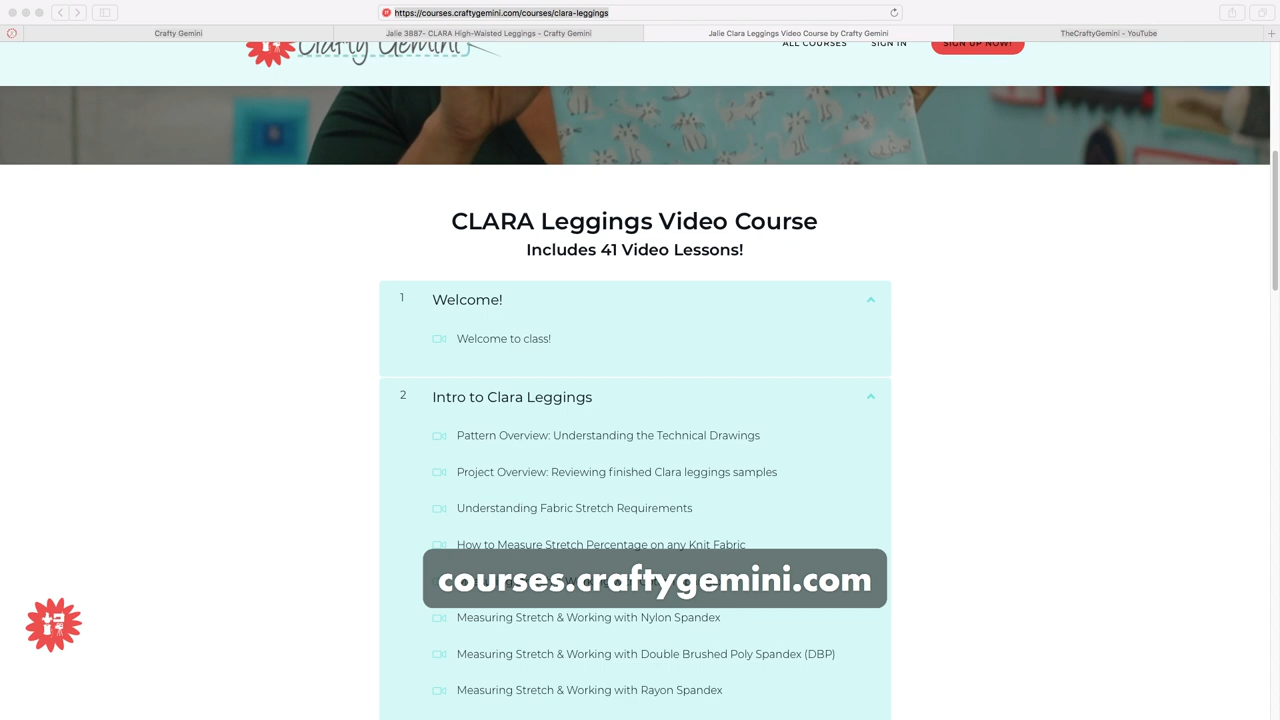 https://courses.craftygemini.com/courses/clara-leggings
Crafty Gemini
Jalie 3887- CLARA High-Waisted Leggings - Crafty Gemini
Jalie Clara Leggings Video Course by Crafty Gemini
TheCraftyGemini - YouTube
Crafty Gemini
ALL COURSES
SIGN IN
SIGN UP NOW!
CLARA Leggings Video Course
Includes 41 Video Lessons!
1
Welcome!
Welcome to class!
2
Intro to Clara Leggings
Pattern Overview: Understanding the Technical Drawings
Project Overview: Reviewing finished Clara leggings samples
Understanding Fabric Stretch Requirements
How to Measure Stretch Percentage on any Knit Fabric
courses.craftygemini.com
Measuring Stretch & Working with Nylon Spandex
Measuring Stretch & Working with Double Brushed Poly Spandex (DBP)
Measuring Stretch & Working with Rayon Spandex